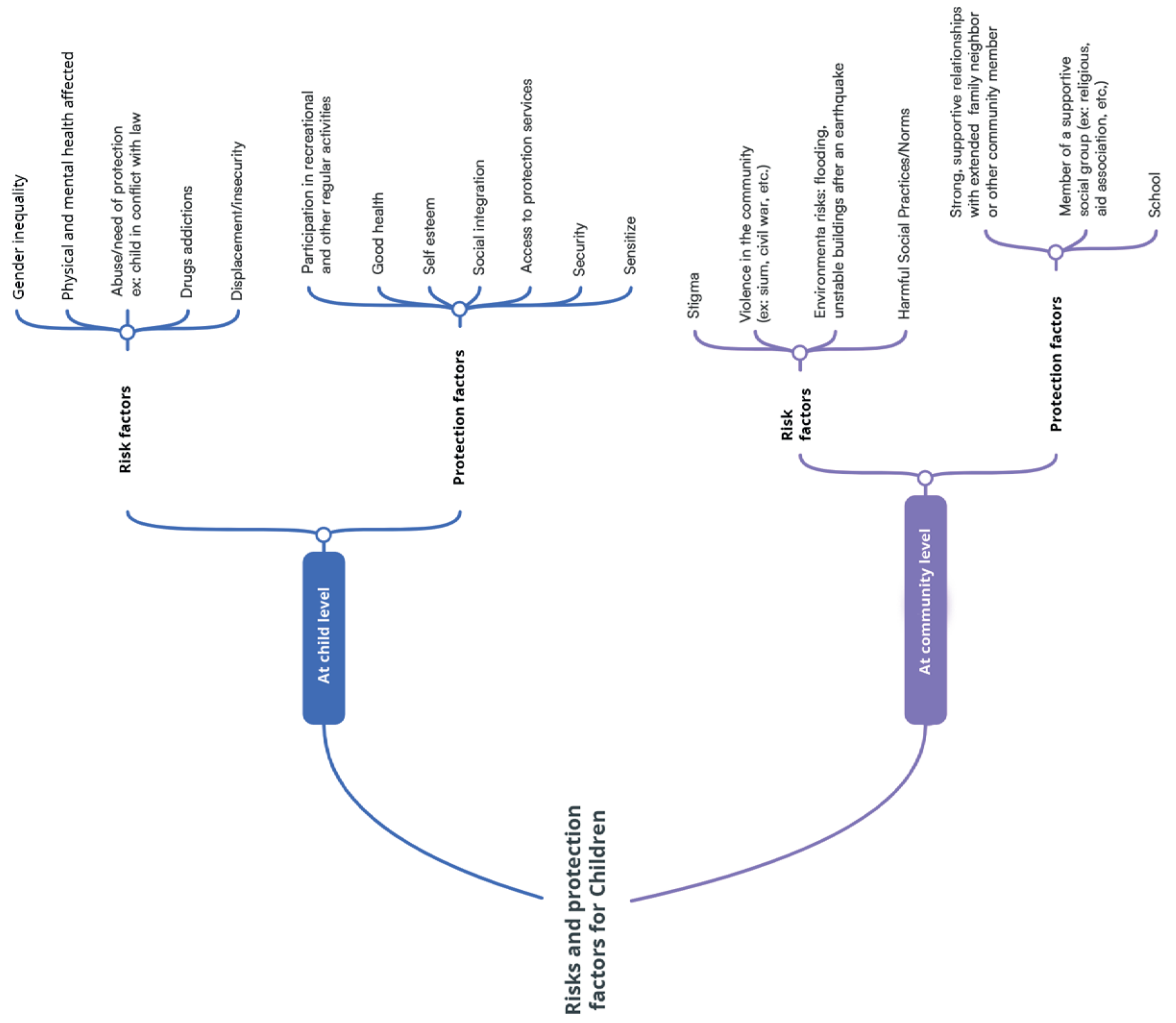 Risks and protection
factors for Children
At child level
Risk factors
Gender inequality
Physical and mental health affected
Abuse/need of protection
ex: child in conflict with law
Drugs addictions
Displacement/insecurity
Protection factors
Participation in recreational
and other regular activities
Good health
Self esteem
Social integration
Access to protection services
Security
Sensitize
At community level
Risk
factors
Stigma
Violence in the community
(ex: sium, civil war, etc.)
Environmenta risks: flooding,
unstable buildings after an earthquake
Harmful Social Practices/Norms
Protection factors
Strong, supportive relationships
with extended family neighbor
or other community member
Member of a supportive
social group (ex: religious,
aid association, etc.)
School